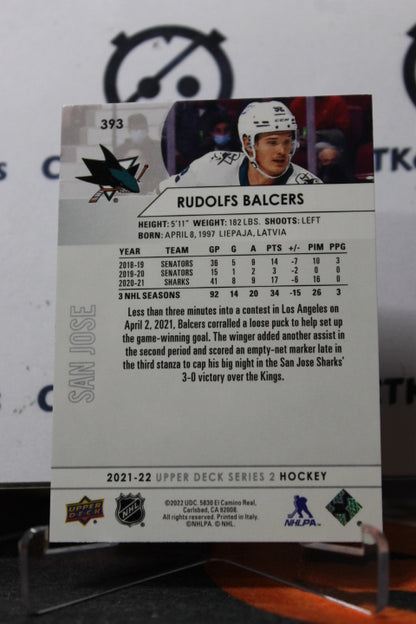 393
RUDOLFS BALCERS
HEIGHT: 5'11" WEIGHT: 182 LBS. SHOOTS: LEFT
BORN: APRIL 8, 1997 LIEPAJA, LATVIA
YEAR TEAM GP G A PTS +/- PIM PPG
2018-19 SENATORS 36 5 9 14 -7 10 3
2019-20 SENATORS 15 1 2 3 -2 0 0
2020-21 SHARKS 41 8 9 17 -6 16 0
3 NHL SEASONS 92 14 20 34 -15 26 3
SAN JOSE
Less than three minutes into a contest in Los Angeles on
April 2, 2021, Balcers corralled a loose puck to help set up
the game-winning goal. The winger added another assist in
the second period and scored an empty-net marker late in
the third stanza to cap his big night in the San Jose Sharks'
3-0 victory over the Kings.
2021-22 UPPER DECK SERIES 2 HOCKEY
UPPER DECK
NHL
©2022 UDC. 5830 El Camino Real,
Carlsbad, CA 92008.
All rights reserved. Printed in Italy.
©NHLPA. © NHL.
NHLPA